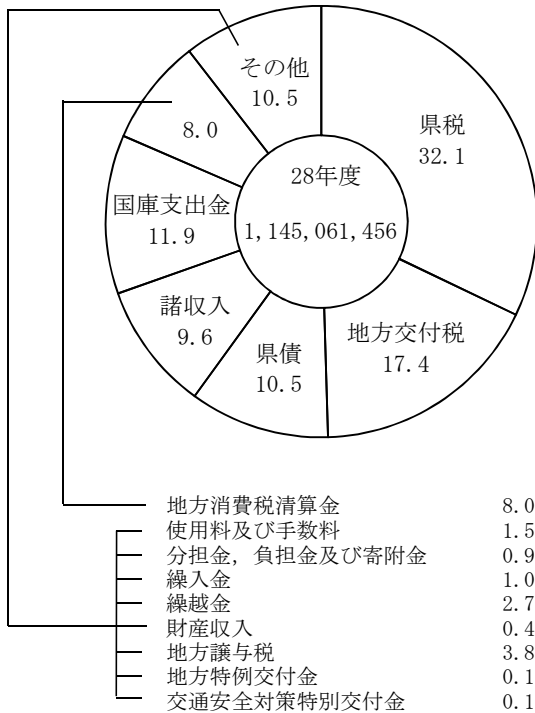 その他
10.5
県税
32.1
8.0
28年度
国庫支出金
11.9
1,145,061,456
諸収入
9.6
県債
10.5
地方交付税
17.4
地方消費税清算金 8.0
使用料及び手数料 1.5
分担金，負担金及び寄附金 0.9
繰入金 1.0
繰越金 2.7
財産収入 0.4
地方譲与税 3.8
地方特例交付金 0.1
交通安全対策特別交付金 0.1